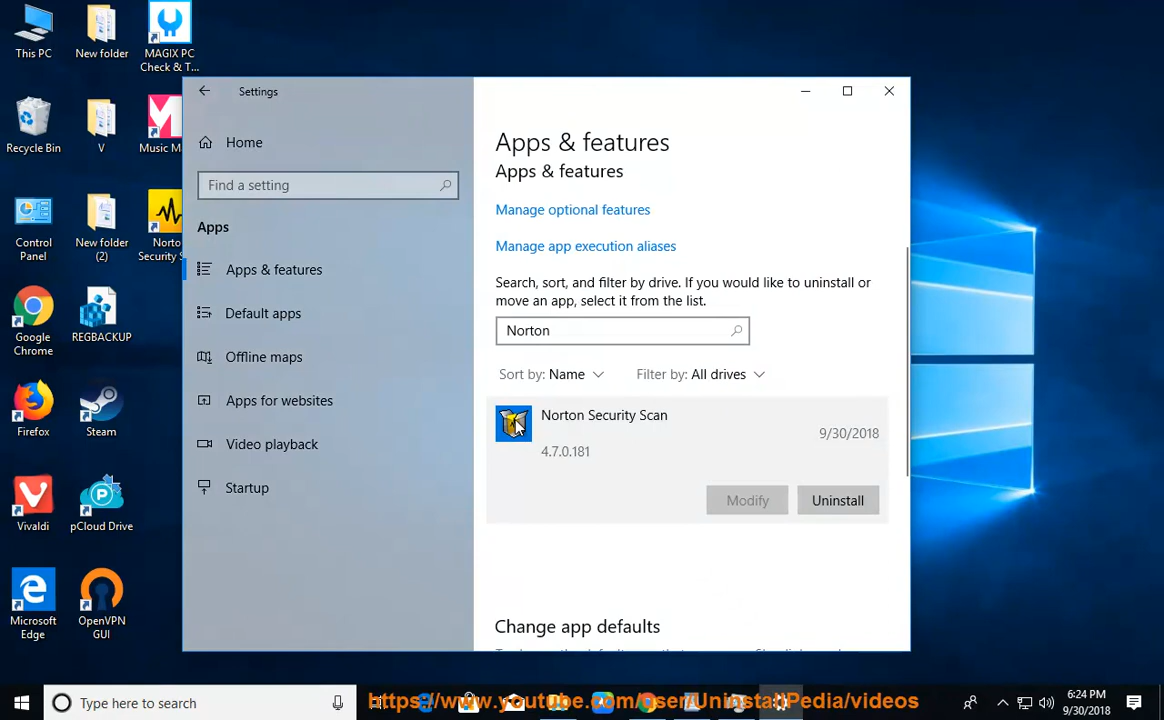 This PC
New folder
MAGIX PC
Check & T...
Recycle Bin
V
Music M
Control
Panel
New folder
(2)
Norto
Security S
Google
Chrome
REGBACKUP
Firefox
Steam
Vivaldi
pCloud Drive
Microsoft
Edge
OpenVPN
GUI
Settings
Home
Find a setting
Apps
Apps & features
Default apps
Offline maps
Apps for websites
Video playback
Startup
Apps & features
Apps & features
Manage optional features
Manage app execution aliases
Search, sort, and filter by drive. If you would like to uninstall or
move an app, select it from the list.
Norton
Sort by: Name
Filter by: All drives
Norton Security Scan
9/30/2018
4.7.0.181
Modify
Uninstall
Change app defaults
Type here to search
https://www.youtube.com/user/UninstallPedia/videos
6:24 PM
9/30/2018